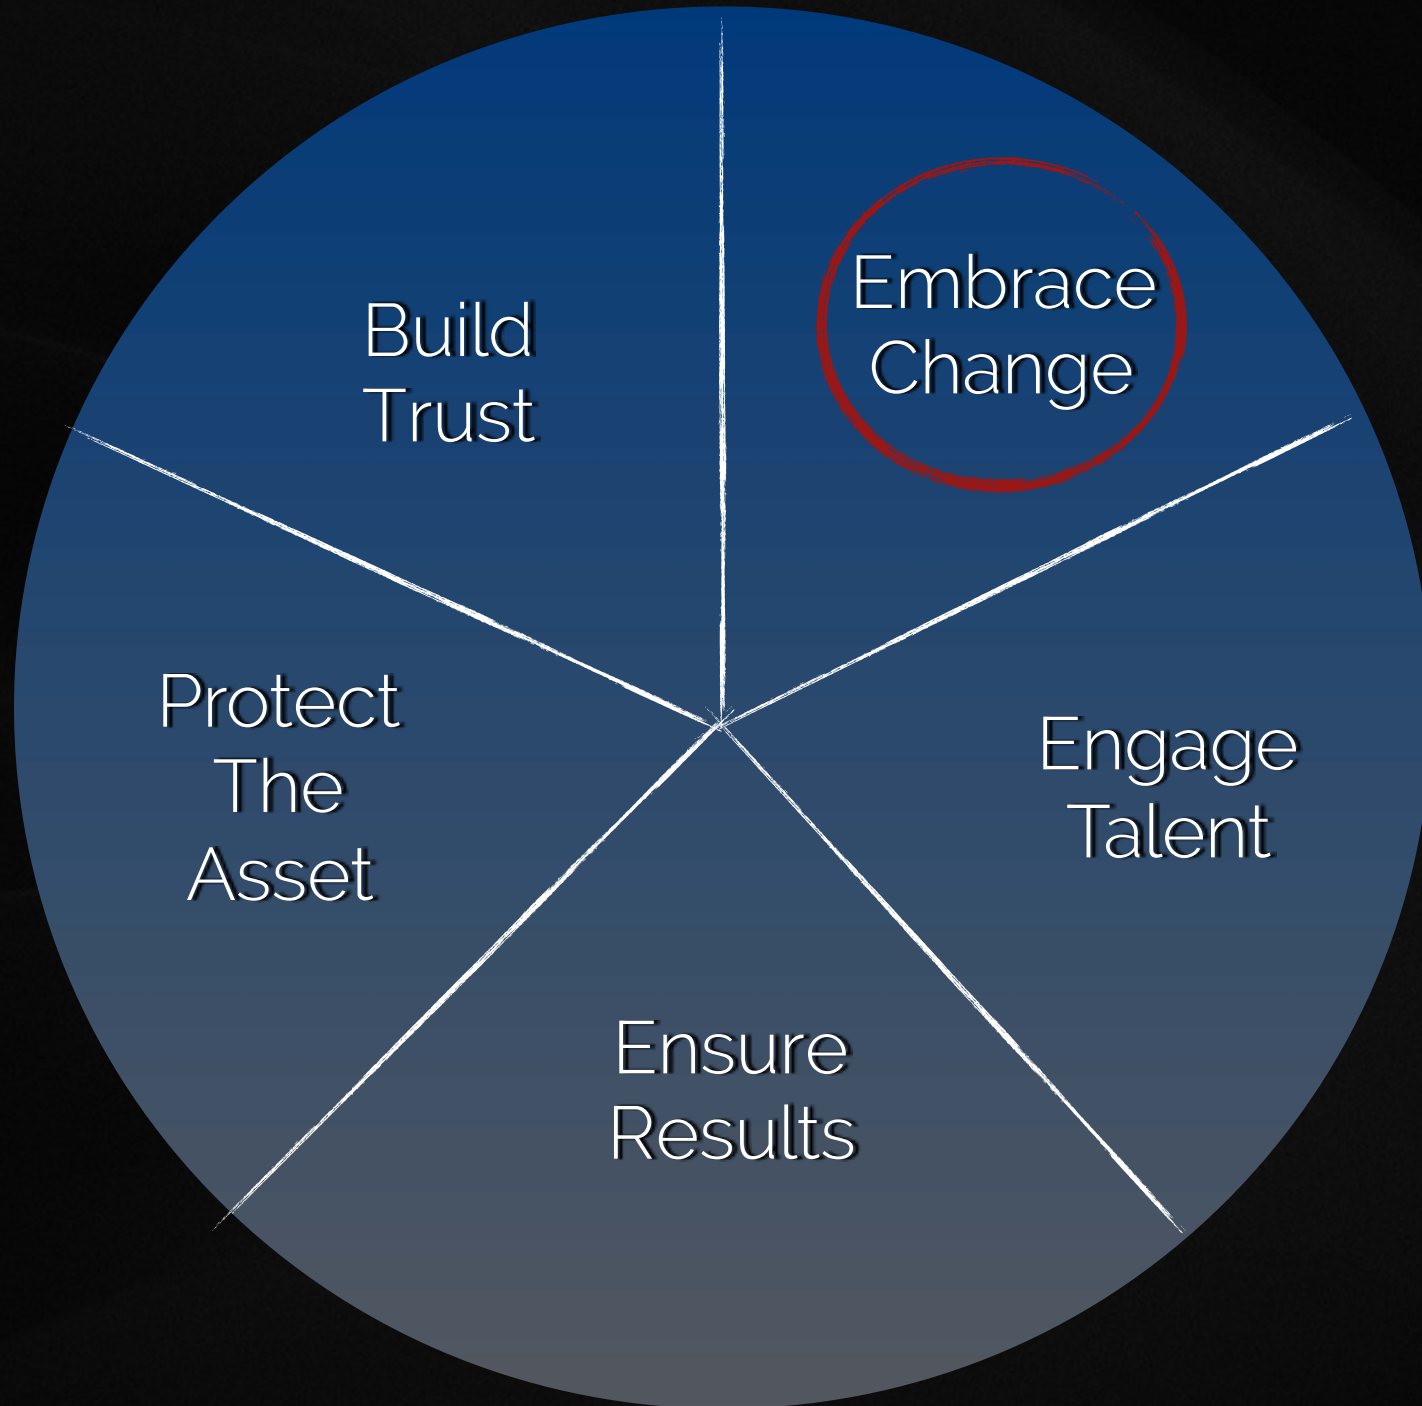 Embrace
Change
Engage
Talent
Ensure
Results
Protect
The
Asset
Build
Trust